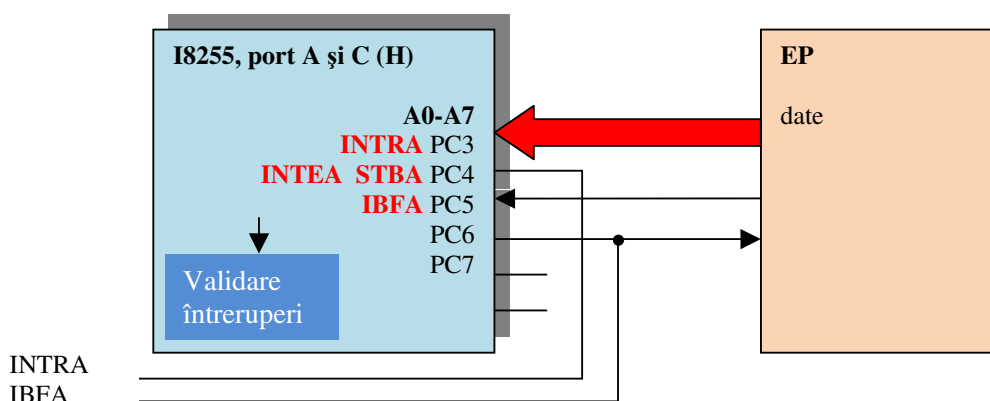 I8255, port A şi C (H)
A0-A7
INTRA PC3
INTEA STBA PC4
IBFA PC5
PC6
PC7
Validare
întreruperi
EP
date
INTRA
IBFA